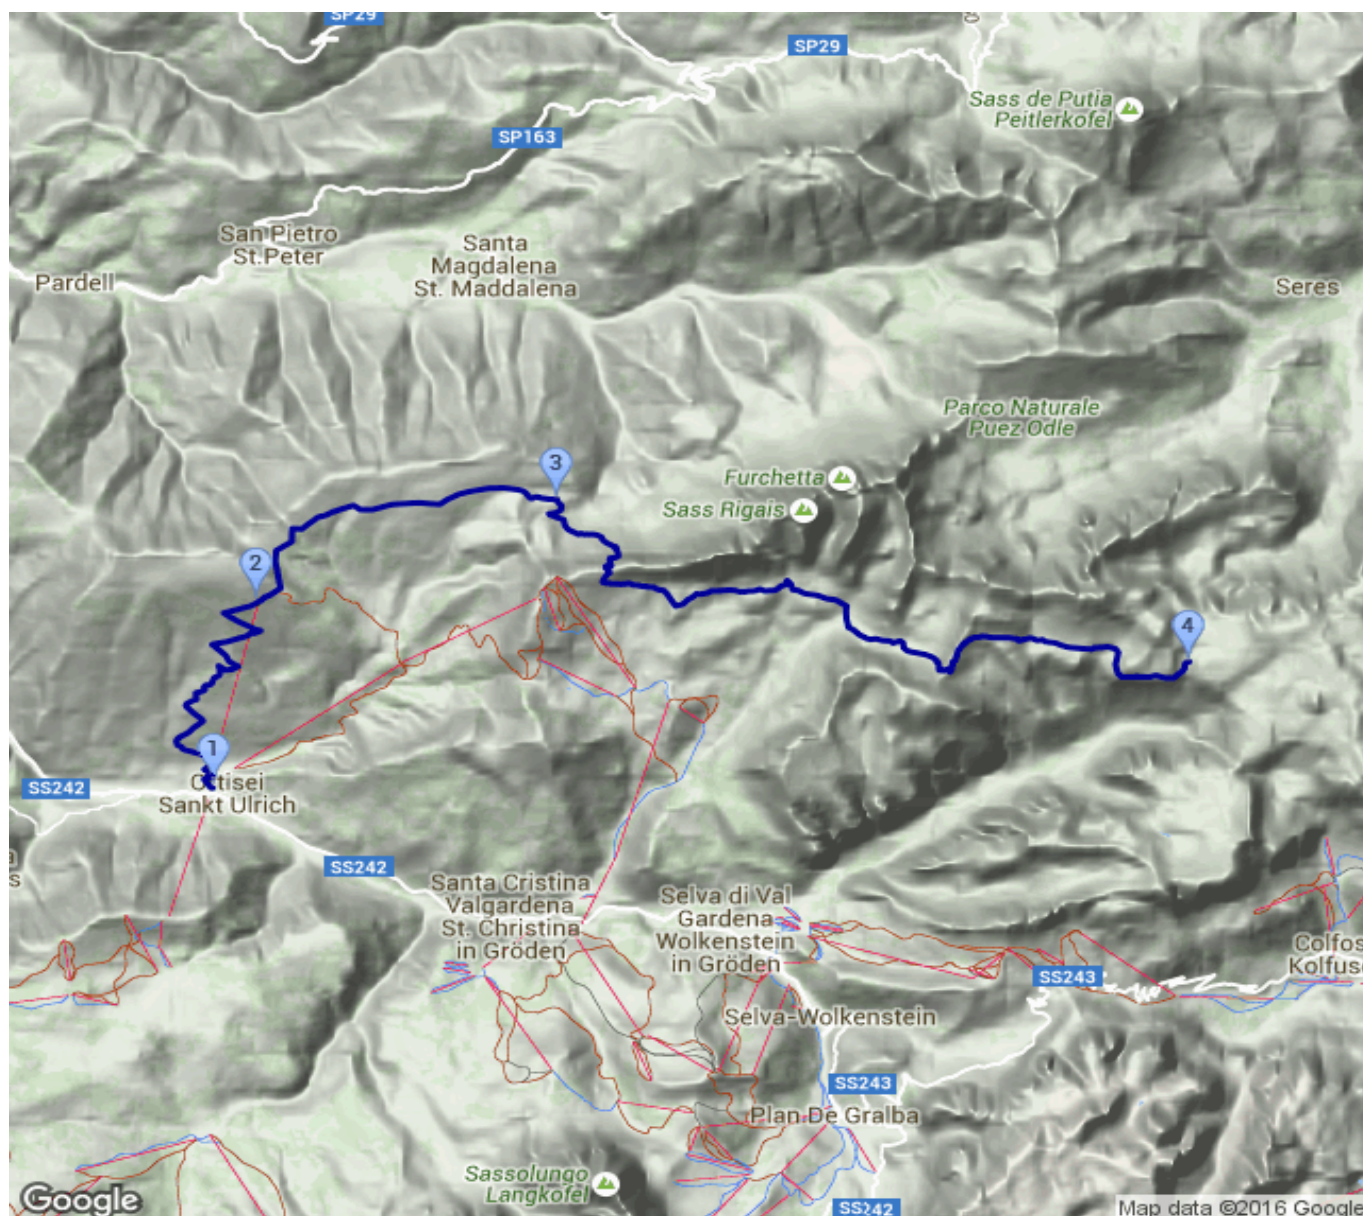 SP29
SP29
Sass de Putia
Peitlerkofel
SP163
San Pietro
St.Peter
Santa
Magdalena
St. Maddalena
Pardell
Seres
Parco Naturale
Puez Odle
3
Furchetta
Sass Rigais
2
4
1
Ortisei
Sankt Ulrich
SS242
SS242
Santa Cristina
Valgardena
St. Christina
in Gröden
Selva di Val
Gardena
Wolkenstein
in Gröden
Colfos
Kolfus
SS243
Selva-Wolkenstein
SS243
Plan De Gralba
Sassolungo
Langkofel
SS242
Google
Map data ©2016 Google